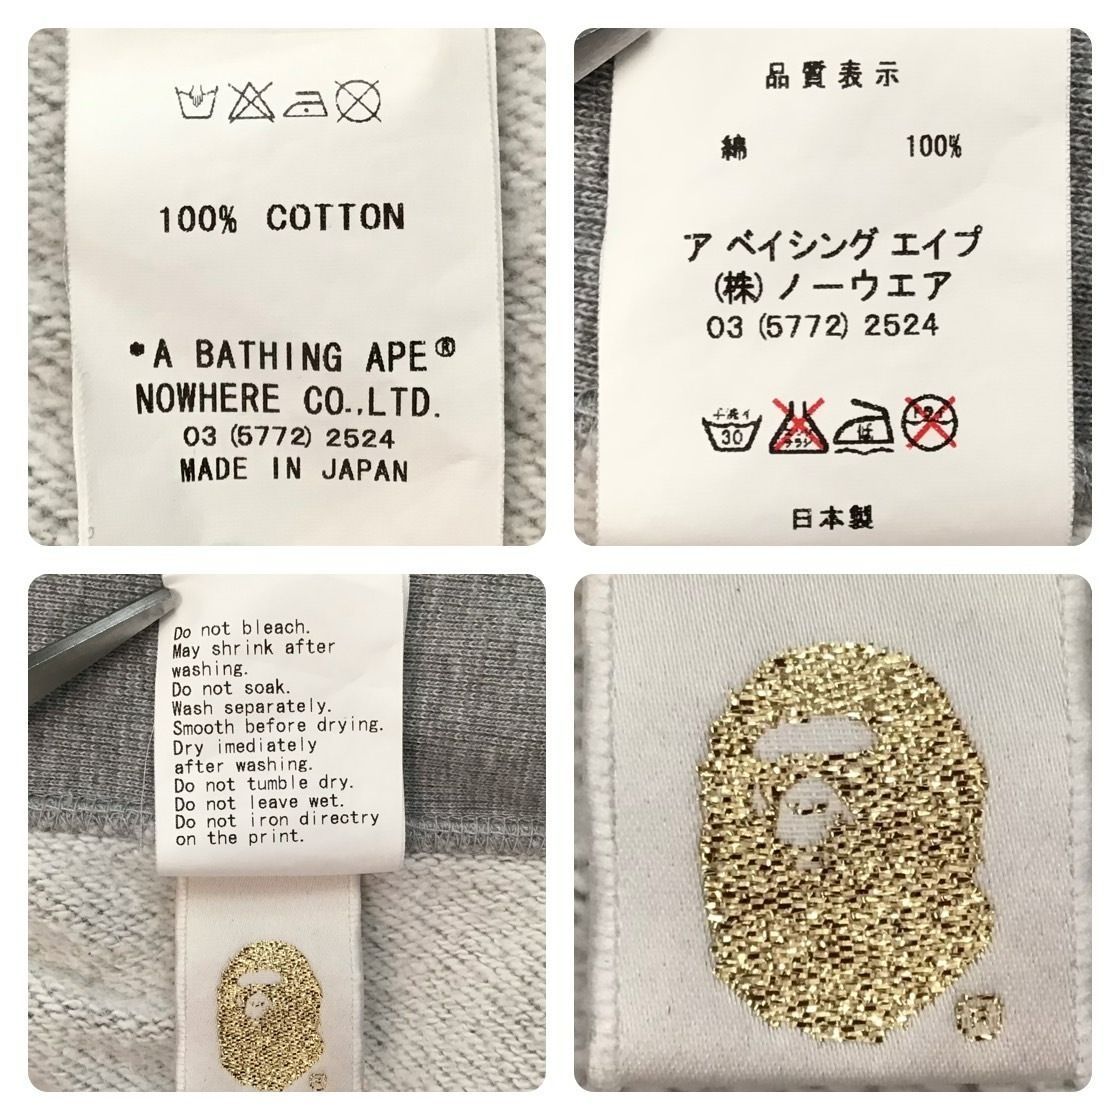 100% COTTON
*A BATHING APE®
NOWHERE CO.,LTD.
03 (5772) 2524
MADE IN JAPAN
品質表示
綿 100%
ア ベイシング エイプ
(株) ノーウエア
03 (5772) 2524
30
低
日本製
Do not bleach.
May shrink after
washing.
Do not soak.
Wash separately.
Smooth before drying.
Dry imediately
after washing.
Do not tumble dry.
Do not leave wet.
Do not iron directry
on the print.